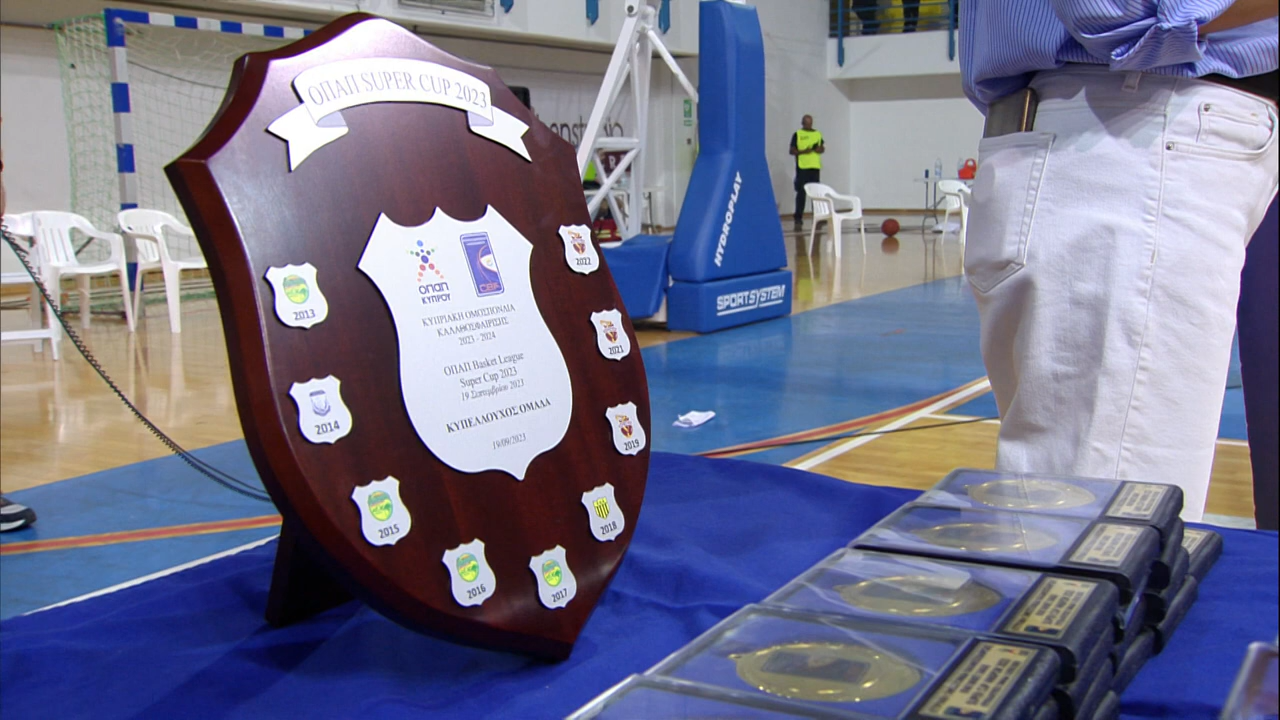 ΟΠΑΠ SUPER CUP 2023
ΟΠΑΠ
ΚΥΠΡΟΥ
CBF
ΚΥΠΡΙΑΚΗ ΟΜΟΣΠΟΝΔΙΑ
ΚΑΛΑΘΟΣΦΑΙΡΙΣΗΣ
2023 - 2024
ΟΠΑΠ Basket League
Super Cup 2023
19 Σεπτεμβρίου 2023
ΚΥΠΕΛΛΟΥΧΟΣ ΟΜΑΔΑ
19/09/2023
2013
2014
2015
2016
2017
2018
2019
2021
2022
HYDROPLAY
SPORTSYSTEM